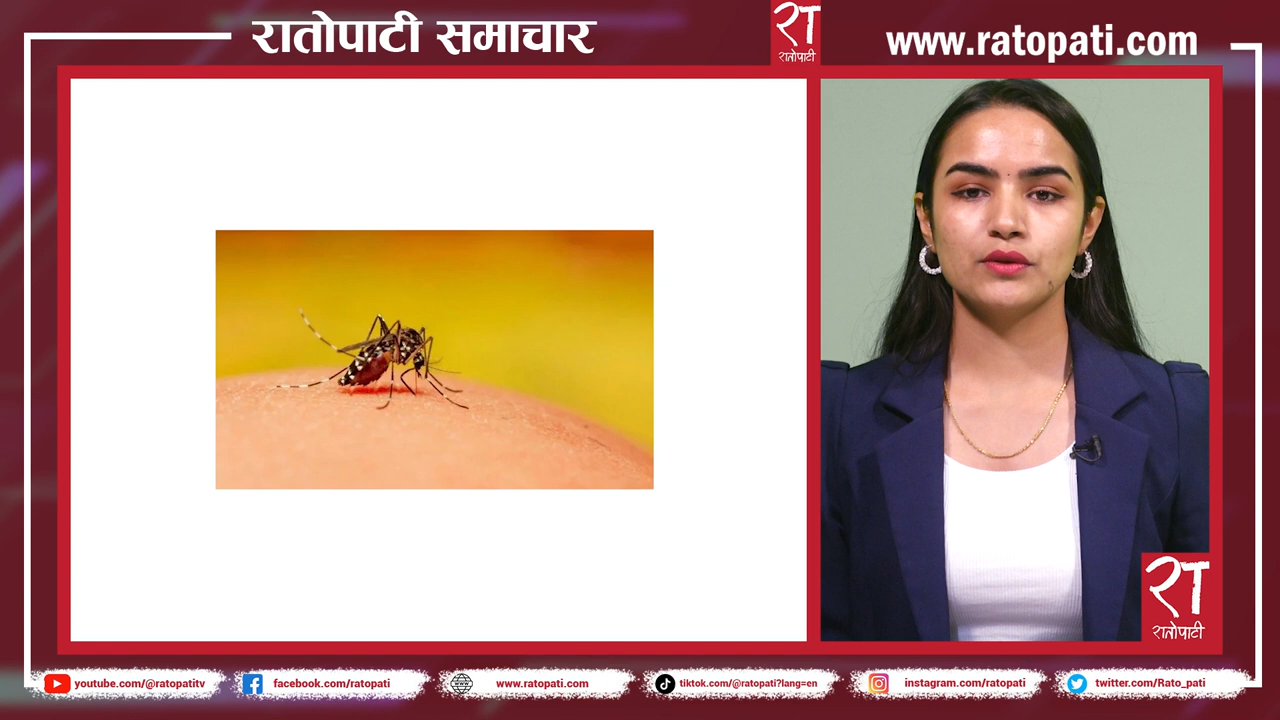 रातोपाटी समाचार
रा
रातोपाटी
www.ratopati.com
रा
रातोपाटी
youtube.com/@ratopatitv
facebook.com/ratopati
www.ratopati.com
tiktok.com/@ratopati?lang=en
instagram.com/ratopati
twitter.com/Rato_pati